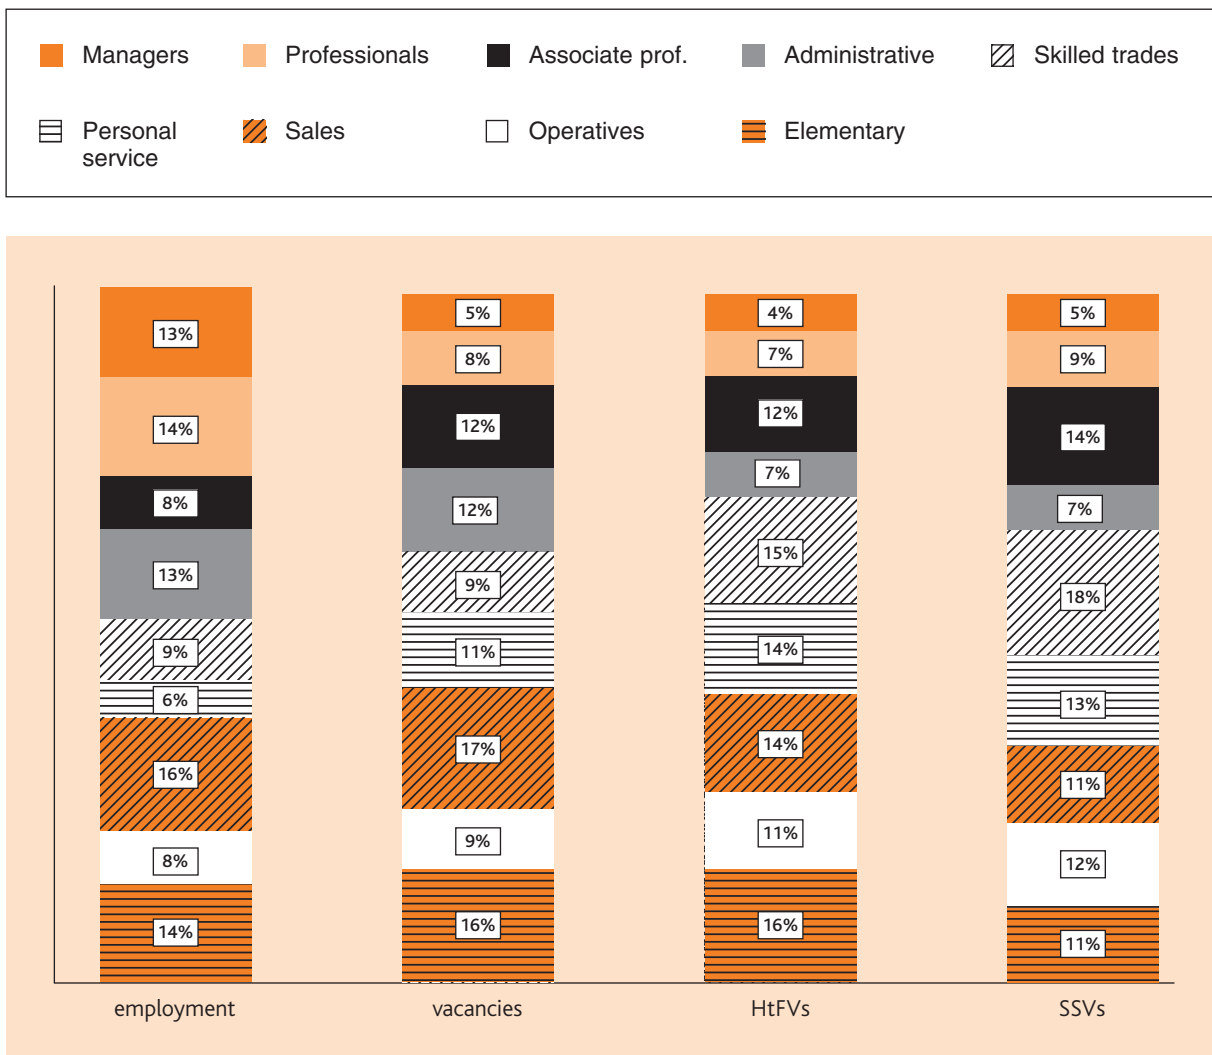 Managers
Professionals
Associate prof.
Administrative
Skilled trades
Personal
service
Sales
Operatives
Elementary
13%
14%
8%
13%
9%
6%
16%
8%
14%
5%
8%
12%
12%
9%
11%
17%
9%
16%
4%
7%
12%
7%
15%
14%
14%
11%
16%
5%
9%
14%
7%
18%
13%
11%
12%
11%
employment
vacancies
HtFVs
SSVs